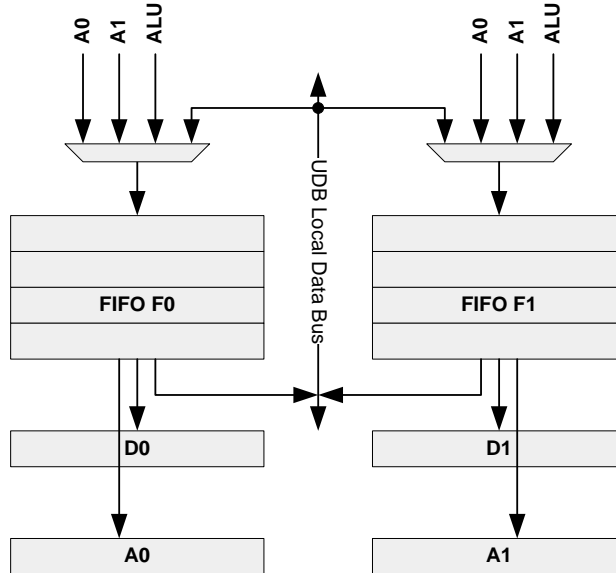 A0
A1
ALU
A0
A1
ALU
UDB Local Data Bus
FIFO F0
FIFO F1
D0
D1
A0
A1